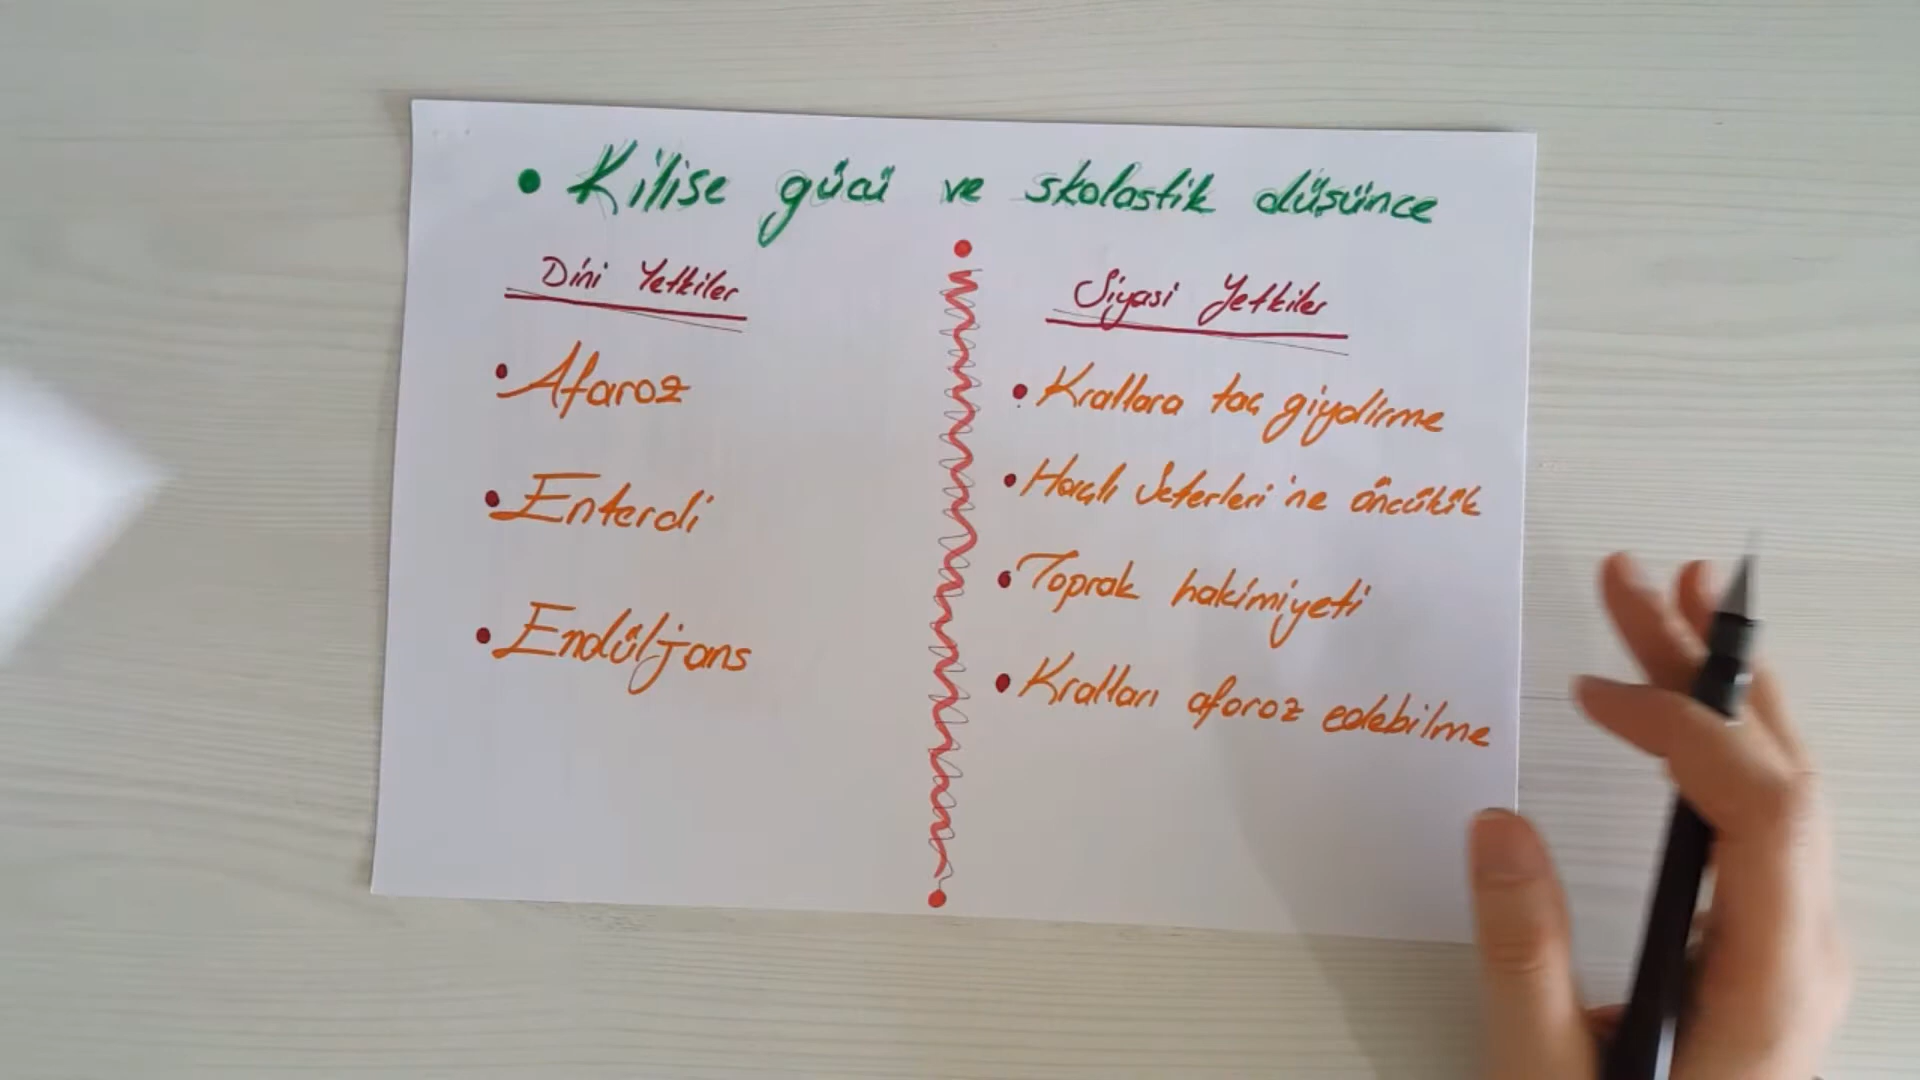 • Kilise gücü ve skolastik düşünce
Dini Yetkiler
• Afaroz
• Enterdi
• Endüljans
Siyasi Yetkiler
• Krallara taç giydirme
• Haçlı Seferleri'ne öncülük
• Toprak hakimiyeti
• Kralları aforoz edebilme